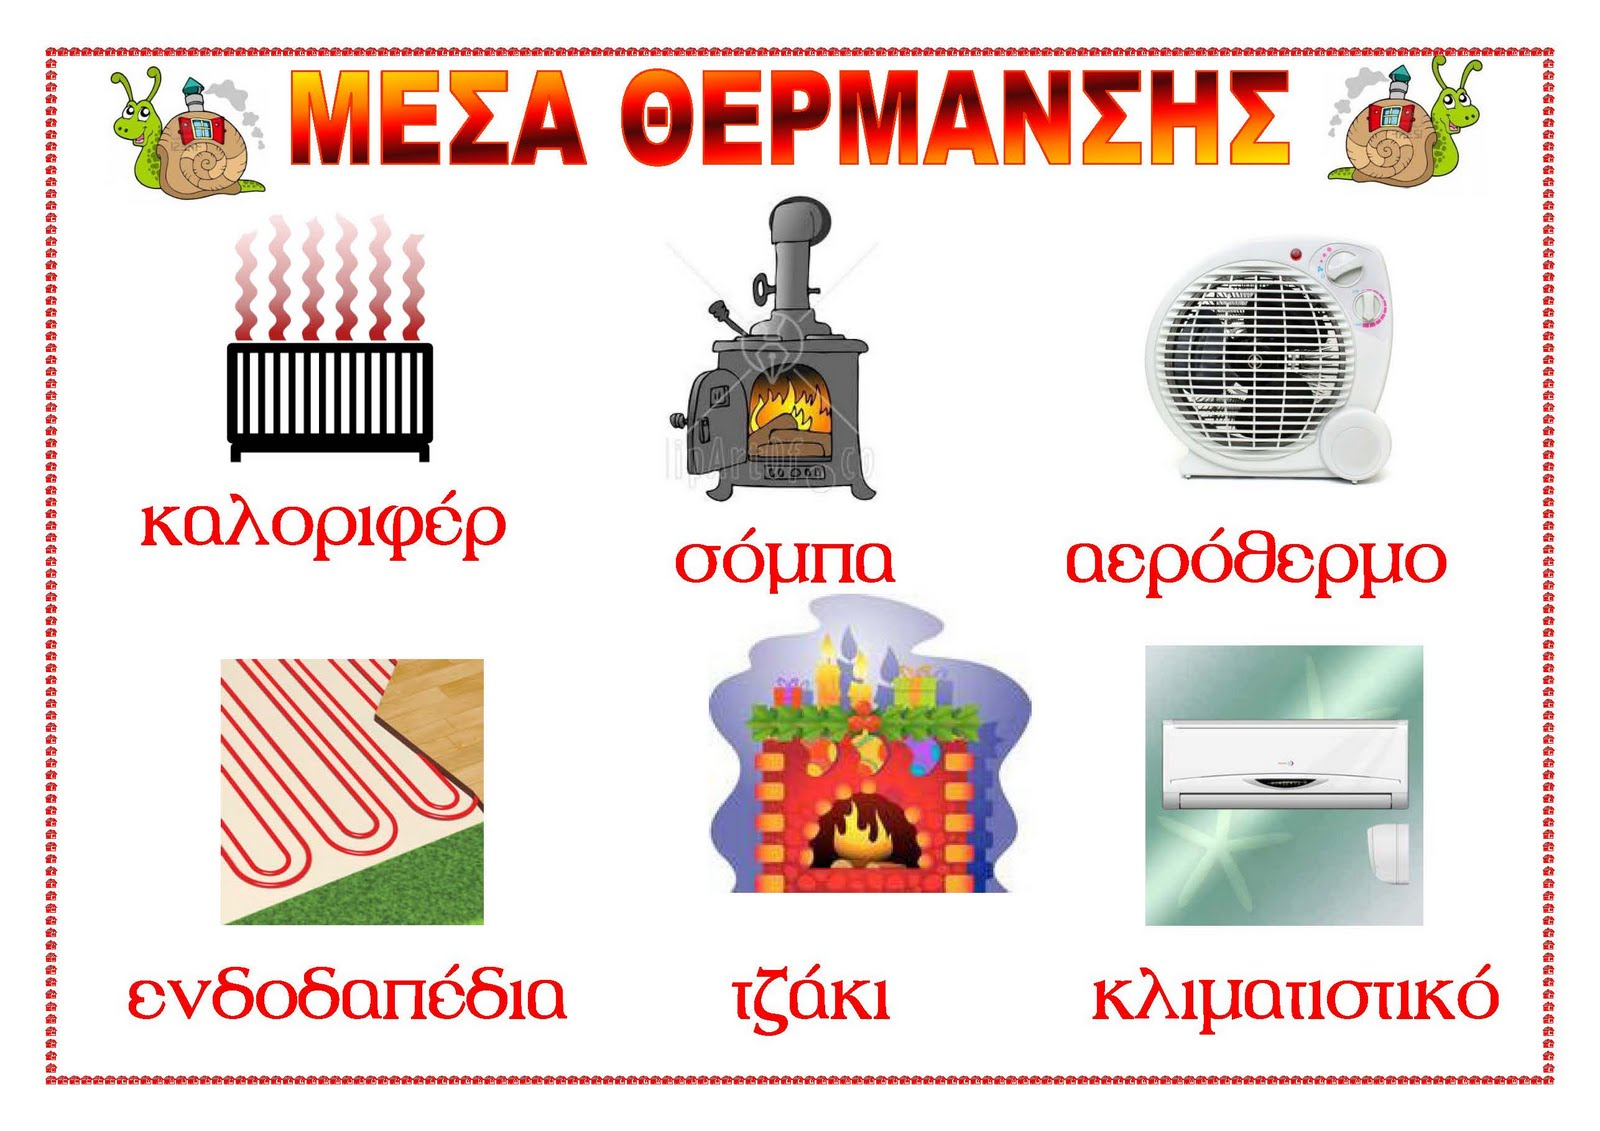 ΜΕΣΑ ΘΕΡΜΑΝΣΗΣ
καλοριφέρ
σόμπα
αερόθερμο
ενδοδαπέδια
τζάκι
κλιματιστικό